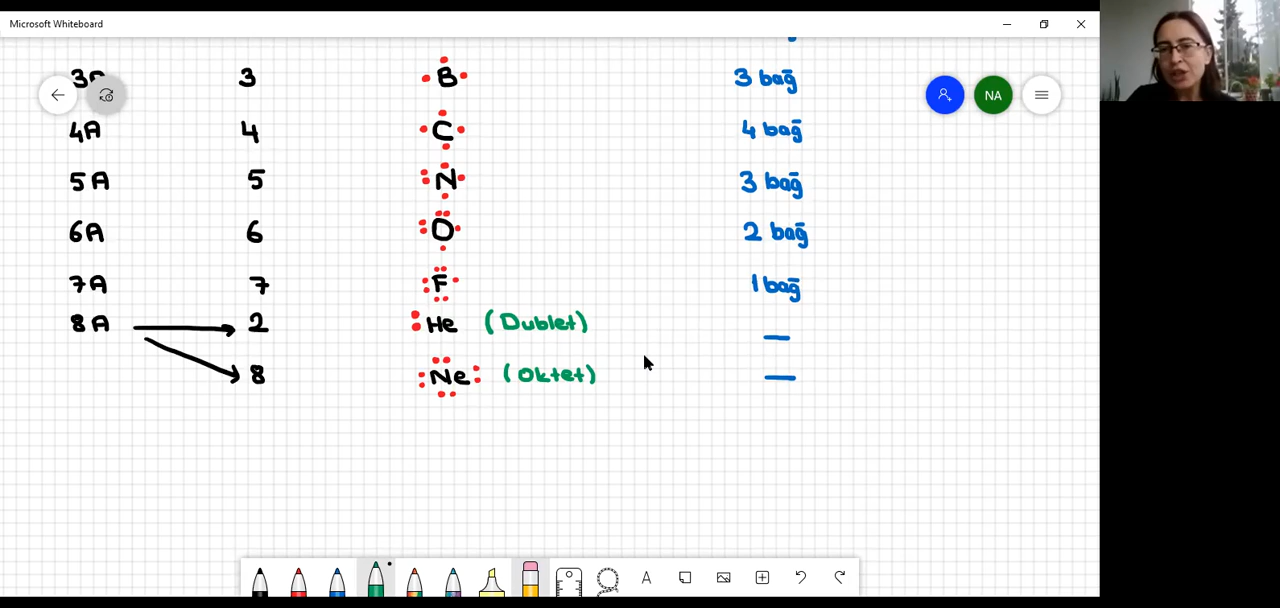 Microsoft Whiteboard
3A 3 B 3 bağ
NA
4A 4 C 4 bağ
5A 5 N 3 bağ
6A 6 O 2 bağ
7A 7 F 1 bağ
8A 2 He (Dublet) —
8 Ne (Oktet) —
A